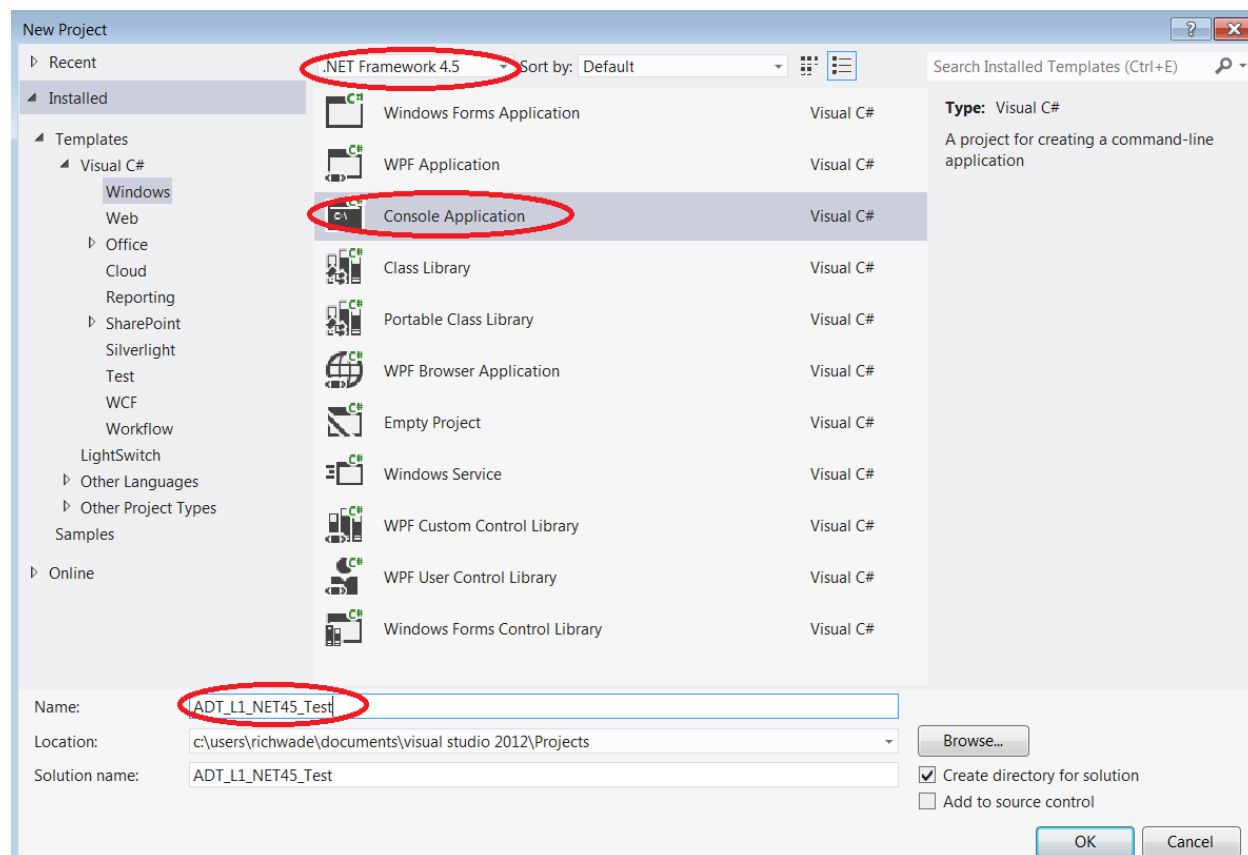 New Project
Recent
Installed
Templates
Visual C#
Windows
Web
Office
Cloud
Reporting
SharePoint
Silverlight
Test
WCF
Workflow
LightSwitch
Other Languages
Other Project Types
Samples
Online
.NET Framework 4.5 Sort by: Default
Windows Forms Application Visual C#
WPF Application Visual C#
Console Application Visual C#
Class Library Visual C#
Portable Class Library Visual C#
WPF Browser Application Visual C#
Empty Project Visual C#
Windows Service Visual C#
WPF Custom Control Library Visual C#
WPF User Control Library Visual C#
Windows Forms Control Library Visual C#
Search Installed Templates (Ctrl+E)
Type: Visual C#
A project for creating a command-line
application
Name: ADT_L1_NET45_Test
Location: c:\users\richwade\documents\visual studio 2012\Projects
Browse...
Solution name: ADT_L1_NET45_Test
Create directory for solution
Add to source control
OK Cancel